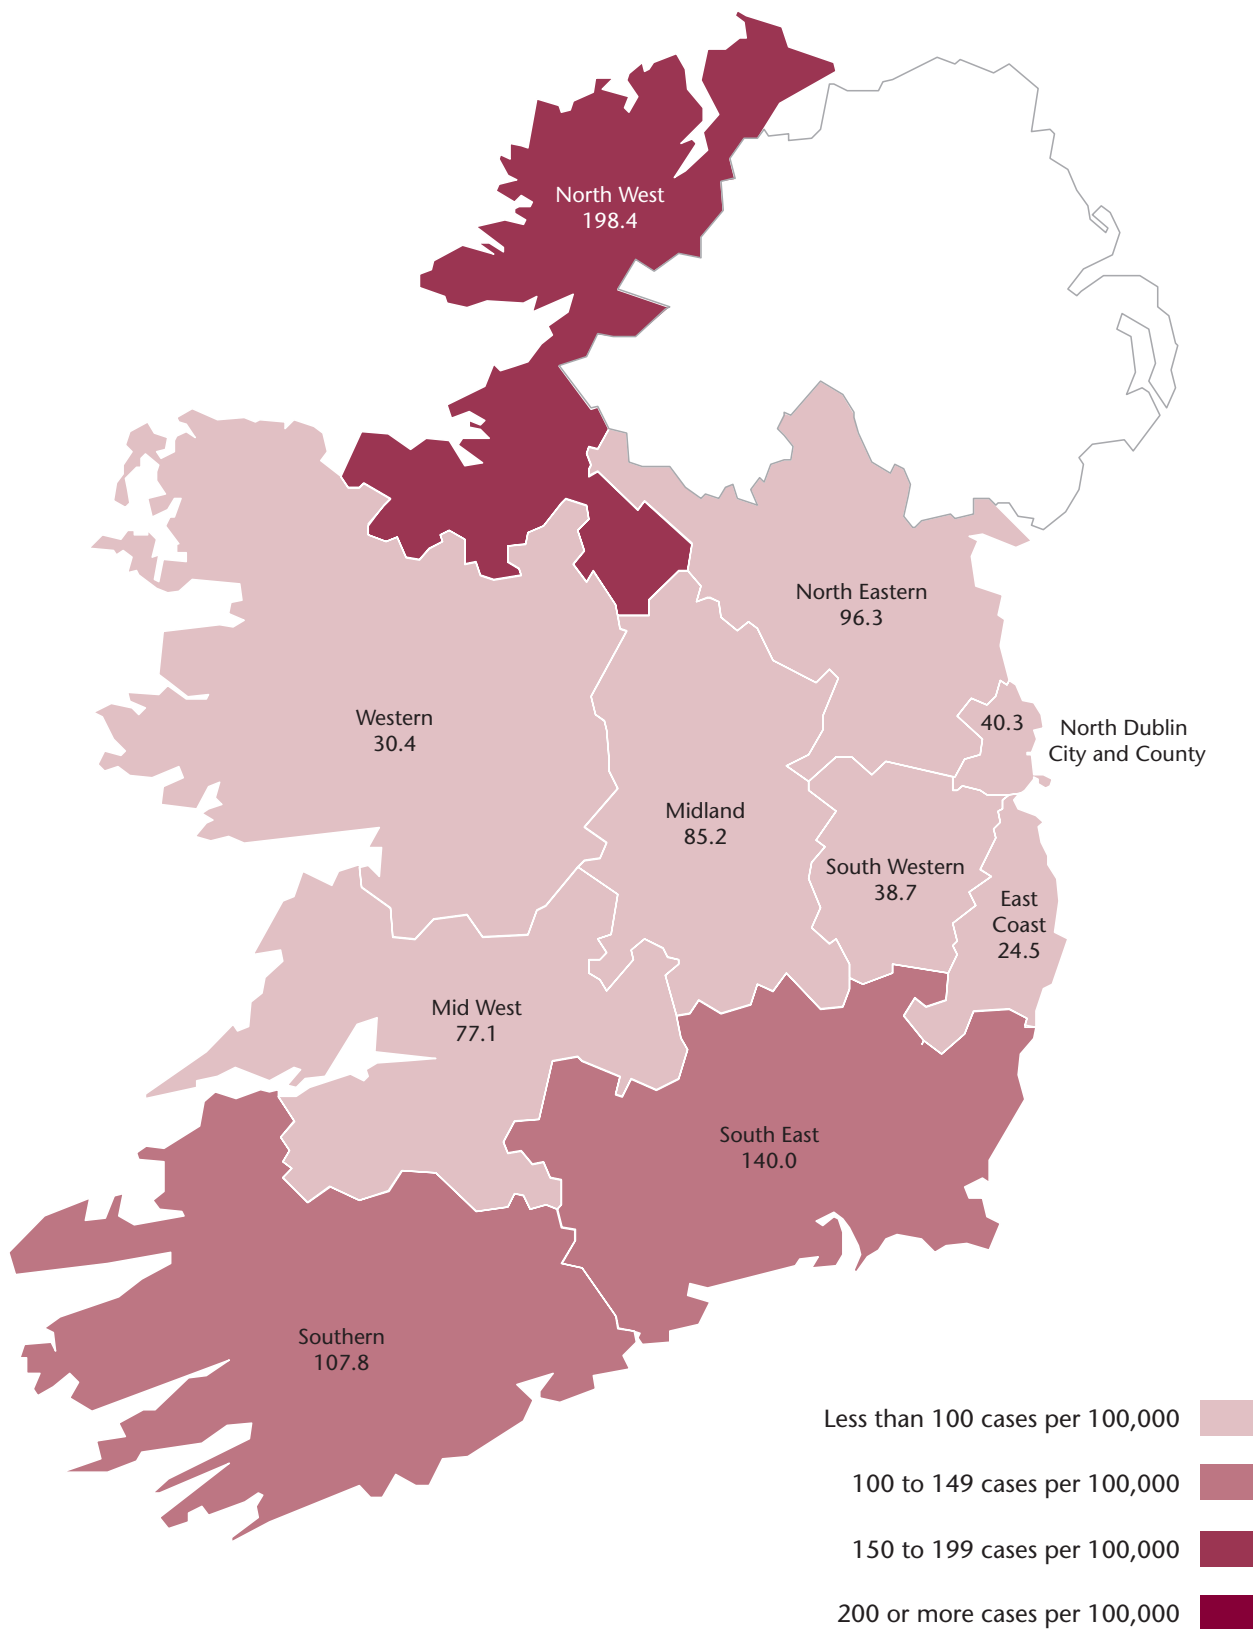 North West
198.4
North Eastern
96.3
Western
30.4
40.3
North Dublin
City and County
Midland
85.2
South Western
38.7
East
Coast
24.5
Mid West
77.1
South East
140.0
Southern
107.8
Less than 100 cases per 100,000
100 to 149 cases per 100,000
150 to 199 cases per 100,000
200 or more cases per 100,000